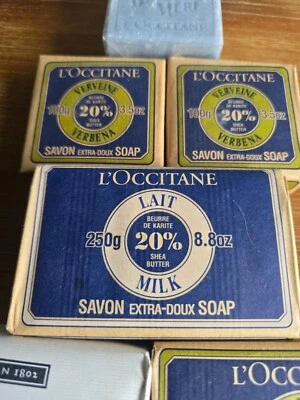 MÈRE
L'OCCITANE
VERVEINE
100g
BEURRE
DE KARITE
20%
SHEA
BUTTER
3.5oz
VERBENA
SAVON EXTRA-DOUX SOAP
L'OCCITANE
VERVEINE
100g
BEURRE
DE KARITE
20%
SHEA
BUTTER
3.5oz
VERBENA
SAVON EXTRA-DOUX SOAP
L'OCCITANE
LAIT
250g
BEURRE
DE KARITE
20%
SHEA
BUTTER
8.8oz
MILK
SAVON EXTRA-DOUX SOAP
N 1802
L'OCCITANE